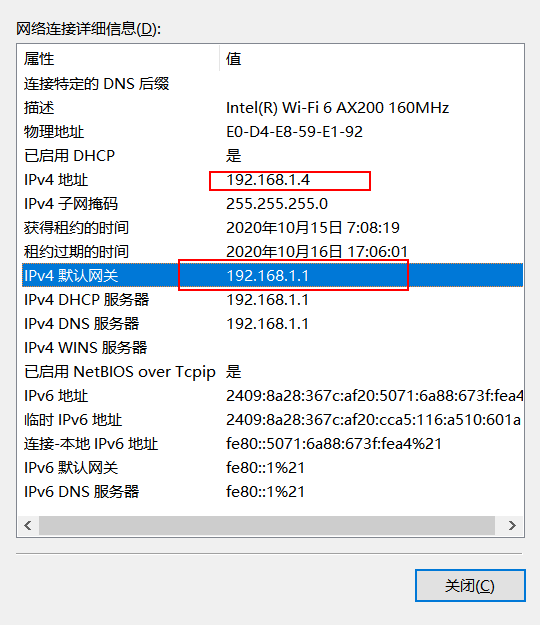 网络连接详细信息(D):
属性 值
连接特定的 DNS 后缀
描述 Intel(R) Wi-Fi 6 AX200 160MHz
物理地址 E0-D4-E8-59-E1-92
已启用 DHCP 是
IPv4 地址 192.168.1.4
IPv4 子网掩码 255.255.255.0
获得租约的时间 2020年10月15日 7:08:19
租约过期的时间 2020年10月16日 17:06:01
IPv4 默认网关 192.168.1.1
IPv4 DHCP 服务器 192.168.1.1
IPv4 DNS 服务器 192.168.1.1
IPv4 WINS 服务器
已启用 NetBIOS over Tcpip 是
IPv6 地址 2409:8a28:367c:af20:5071:6a88:673f:fea4
临时 IPv6 地址 2409:8a28:367c:af20:cca5:116:a510:601a
连接-本地 IPv6 地址 fe80::5071:6a88:673f:fea4%21
IPv6 默认网关 fe80::1%21
IPv6 DNS 服务器 fe80::1%21
关闭(C)